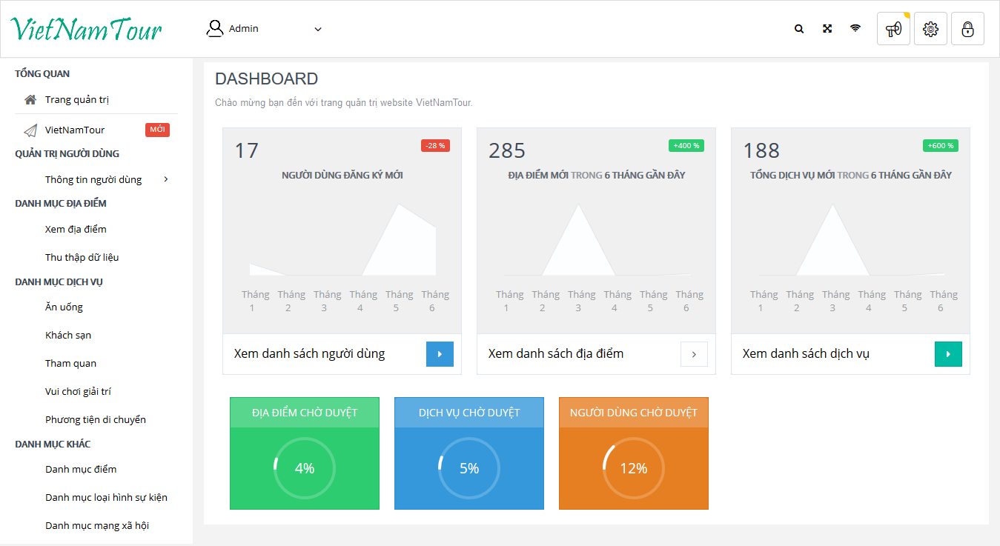 VietNamTour
Admin
TỔNG QUAN
Trang quản trị
VietNamTour MỚI
QUẢN TRỊ NGƯỜI DÙNG
Thông tin người dùng
DANH MỤC ĐỊA ĐIỂM
Xem địa điểm
Thu thập dữ liệu
DANH MỤC DỊCH VỤ
Ăn uống
Khách sạn
Tham quan
Vui chơi giải trí
Phương tiện di chuyển
DANH MỤC KHÁC
Danh mục điểm
Danh mục loại hình sự kiện
Danh mục mạng xã hội
DASHBOARD
Chào mừng bạn đến với trang quản trị website VietNamTour.
17 -28 %
NGƯỜI DÙNG ĐĂNG KÝ MỚI
Tháng Tháng Tháng Tháng Tháng Tháng
1 2 3 4 5 6
Xem danh sách người dùng
285 +400 %
ĐỊA ĐIỂM MỚI TRONG 6 THÁNG GẦN ĐÂY
Tháng Tháng Tháng Tháng Tháng Tháng
1 2 3 4 5 6
Xem danh sách địa điểm
188 +600 %
TỔNG DỊCH VỤ MỚI TRONG 6 THÁNG GẦN ĐÂY
Tháng Tháng Tháng Tháng Tháng Tháng
1 2 3 4 5 6
Xem danh sách dịch vụ
ĐỊA ĐIỂM CHỜ DUYỆT
4%
DỊCH VỤ CHỜ DUYỆT
5%
NGƯỜI DÙNG CHỜ DUYỆT
12%